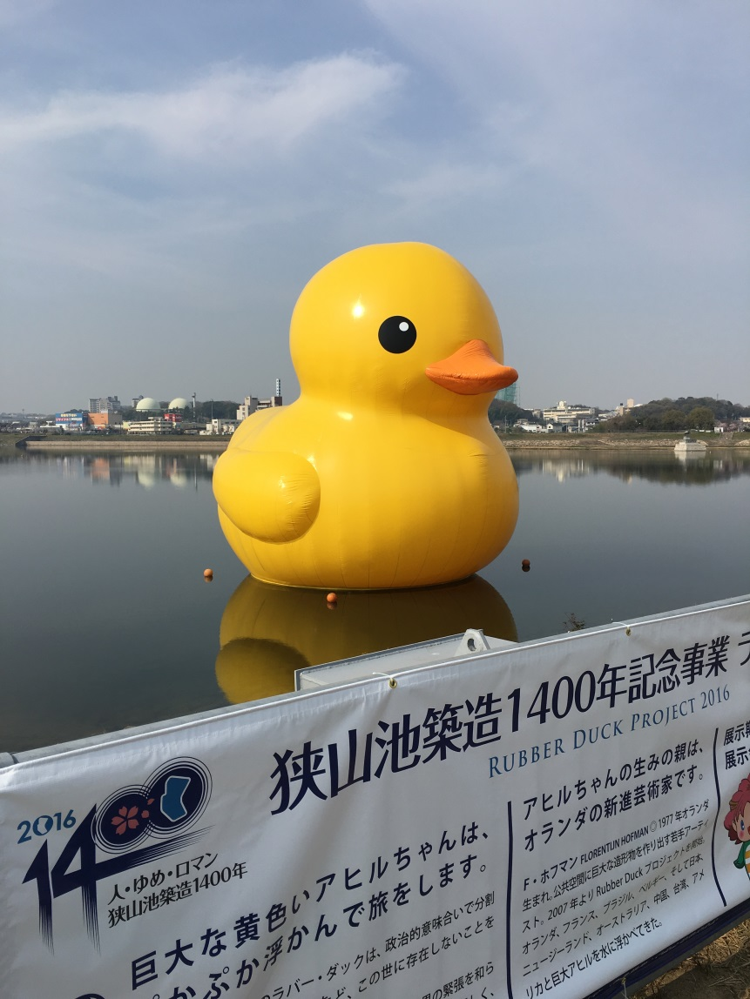 狭山池築造1400年記念事業
RUBBER DUCK PROJECT 2016
2016
1400
人・ゆめ・ロマン
狭山池築造1400年
巨大な黄色いアヒルちゃんは、
ぷかぷか浮かんで旅をします。
ラバー・ダックは、政治的意味合いで分割
など、この世に存在しないことを
界の緊張を和ら
アヒルちゃんの生みの親は、
オランダの新進芸術家です。
F・ホフマン FLORENTIJN HOFMAN ◎ 1977年オランダ
生まれ。公共空間に巨大な造形物を作り出す若手アーティ
スト。2007年よりRubber Duck プロジェクトを開始。
オランダ、フランス、ブラジル、ベルギー、そして日本、
ニュージーランド、オーストラリア、中国、台湾、アメ
リカと巨大アヒルを水に浮かべてきた。
展示
展示